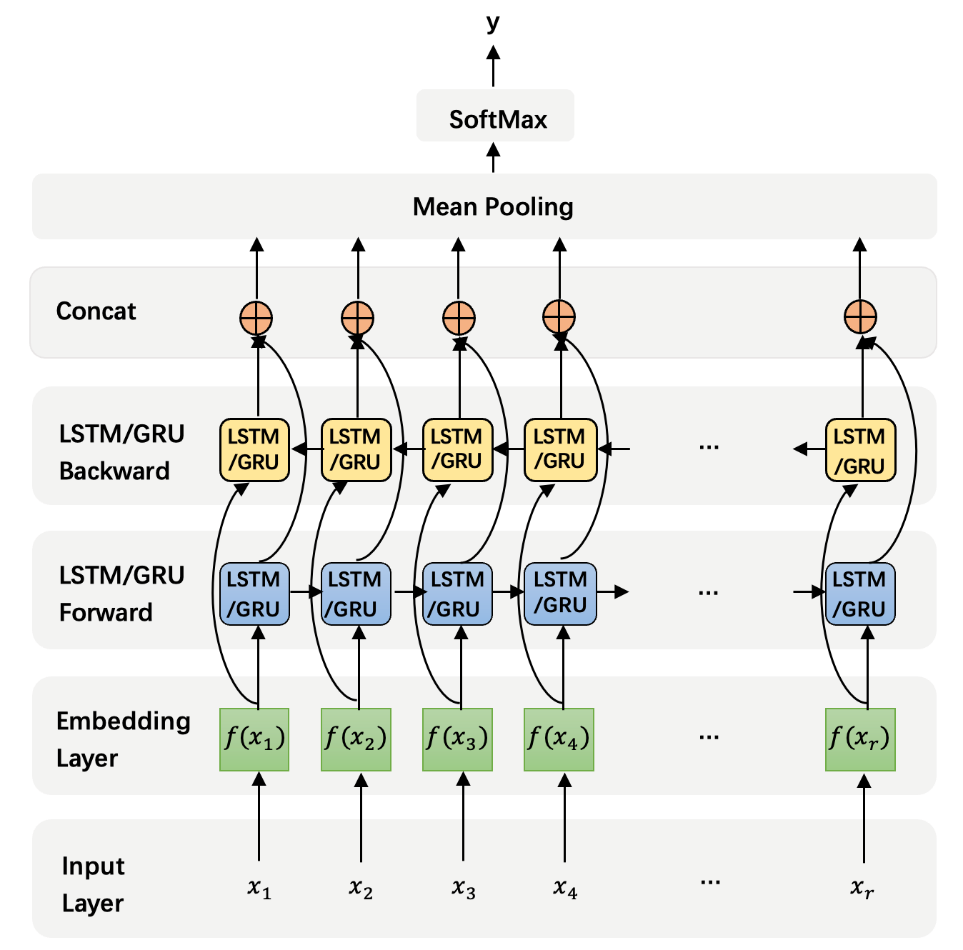 y
SoftMax
Mean Pooling
Concat
LSTM/GRU
Backward
LSTM
/GRU
LSTM
/GRU
LSTM
/GRU
LSTM
/GRU
...
LSTM
/GRU
LSTM/GRU
Forward
LSTM
/GRU
LSTM
/GRU
LSTM
/GRU
LSTM
/GRU
...
LSTM
/GRU
Embedding
Layer
f(x₁)
f(x₂)
f(x₃)
f(x₄)
...
f(xᵣ)
Input
Layer
x₁
x₂
x₃
x₄
...
xᵣ